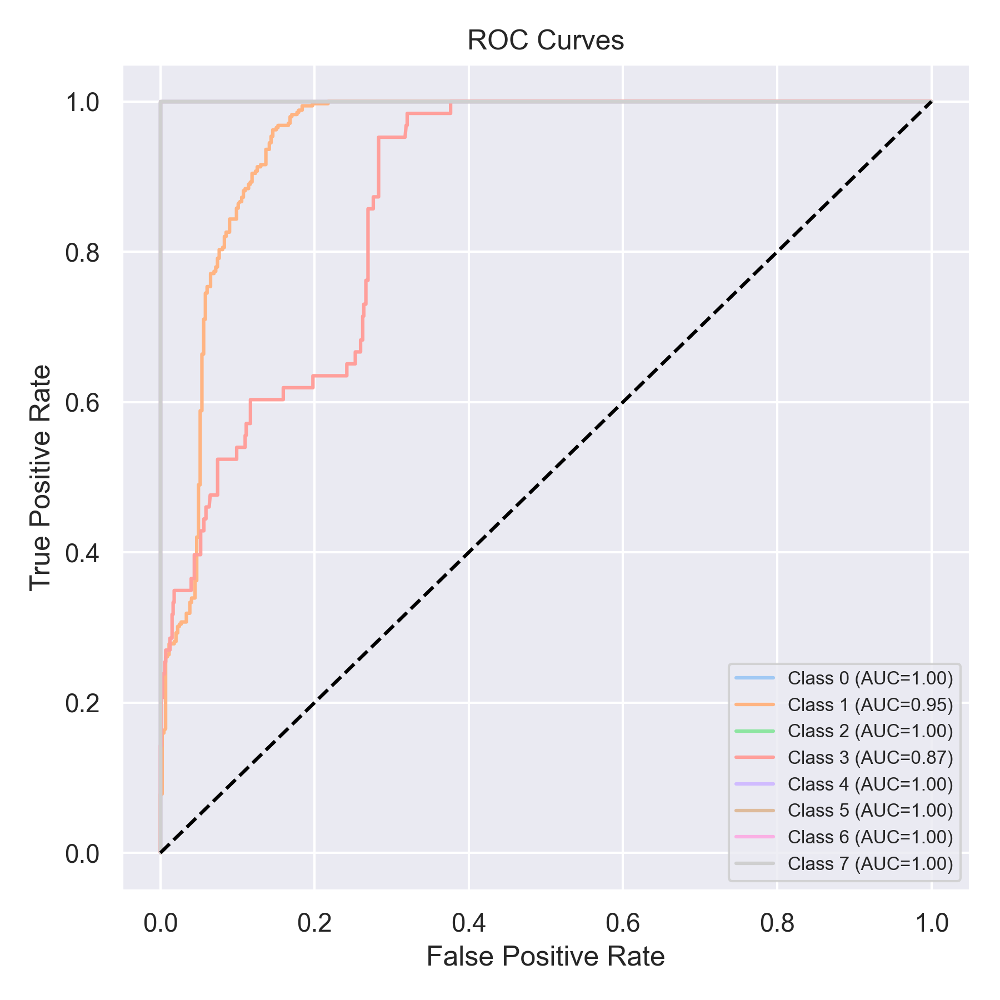 ROC Curves
1.0
0.8
0.6
0.4
0.2
0.0
True Positive Rate
0.0 0.2 0.4 0.6 0.8 1.0
False Positive Rate
Class 0 (AUC=1.00)
Class 1 (AUC=0.95)
Class 2 (AUC=1.00)
Class 3 (AUC=0.87)
Class 4 (AUC=1.00)
Class 5 (AUC=1.00)
Class 6 (AUC=1.00)
Class 7 (AUC=1.00)